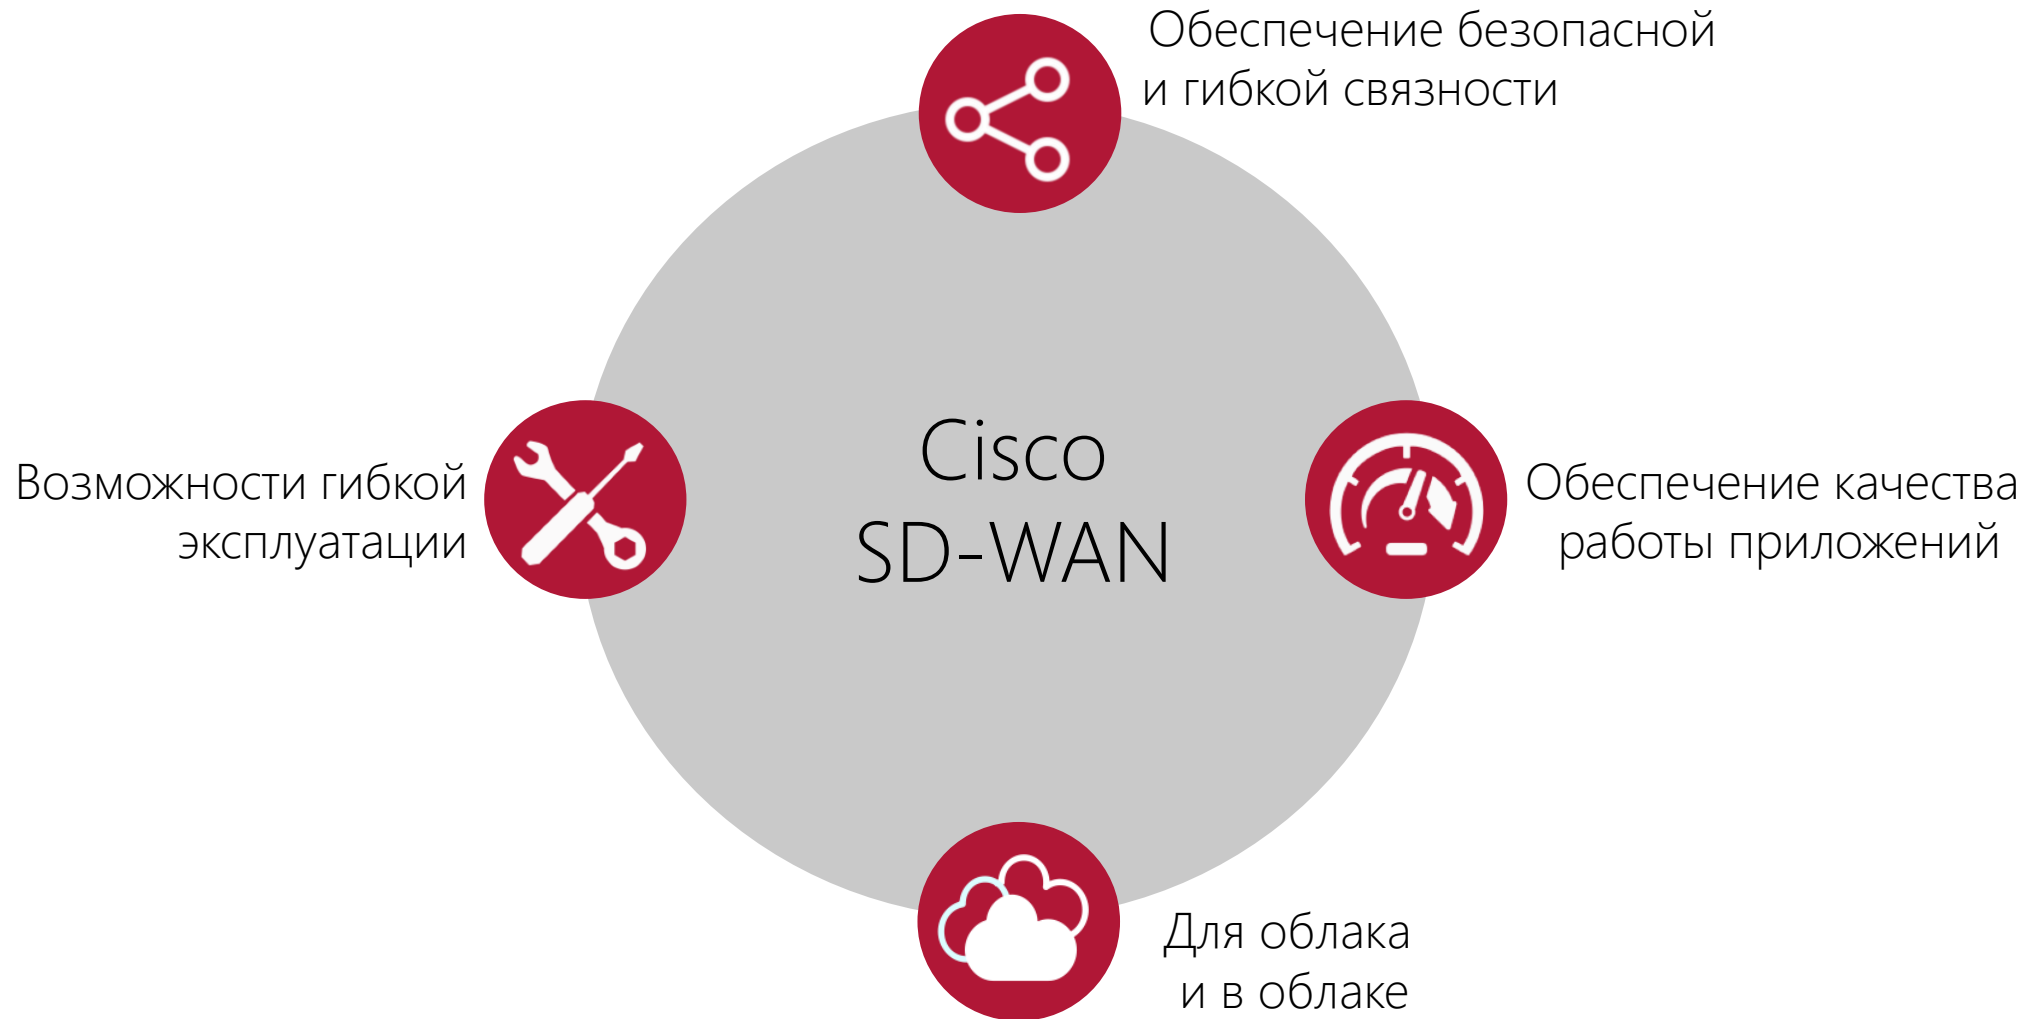 Обеспечение безопасной
и гибкой связности
Возможности гибкой
эксплуатации
Cisco
SD-WAN
Обеспечение качества
работы приложений
Для облака
и в облаке